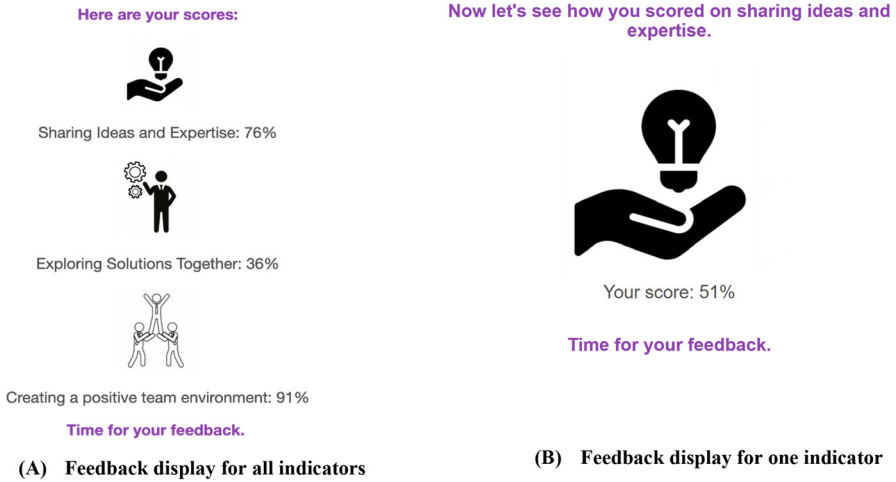 Here are your scores:
Sharing Ideas and Expertise: 76%
Exploring Solutions Together: 36%
Creating a positive team environment: 91%
Time for your feedback.
(A) Feedback display for all indicators
Now let's see how you scored on sharing ideas and
expertise.
Your score: 51%
Time for your feedback.
(B) Feedback display for one indicator